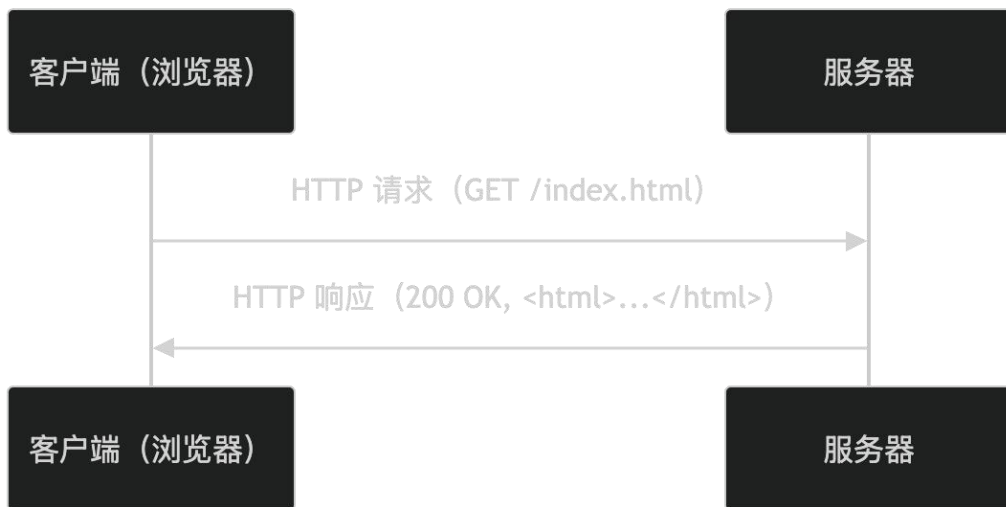 客户端（浏览器）
服务器
HTTP 请求（GET /index.html）
HTTP 响应（200 OK, <html>...</html>）
客户端（浏览器）
服务器